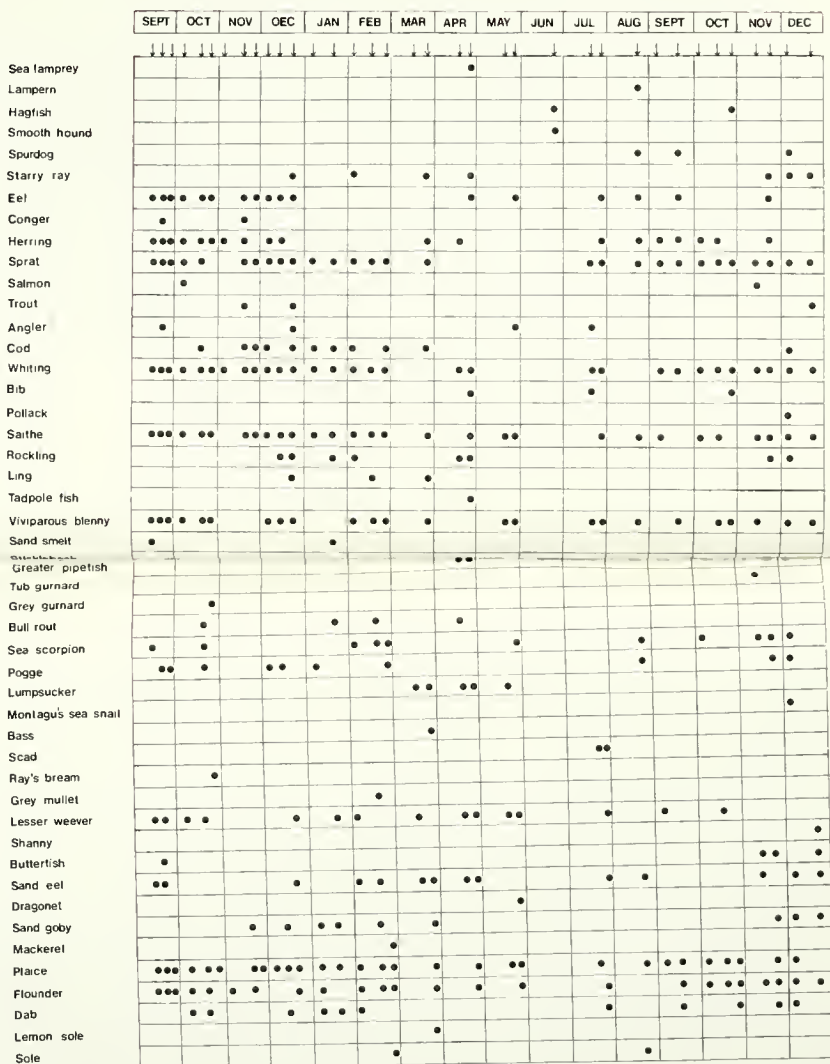 SEPT OCT NOV DEC JAN FEB MAR APR MAY JUN JUL AUG SEPT OCT NOV DEC
Sea lamprey
Lampern
Hagfish
Smooth hound
Spurdog
Starry ray
Eel
Conger
Herring
Sprat
Salmon
Trout
Angler
Cod
Whiting
Bib
Pollack
Saithe
Rockling
Ling
Tadpole fish
Viviparous blenny
Sand smelt
Greater pipefish
Tub gurnard
Grey gurnard
Bull rout
Sea scorpion
Pogge
Lumpsucker
Montagu's sea snail
Bass
Scad
Ray's bream
Grey mullet
Lesser weever
Shanny
Butterfish
Sand eel
Dragonet
Sand goby
Mackerel
Plaice
Flounder
Dab
Lemon sole
Sole